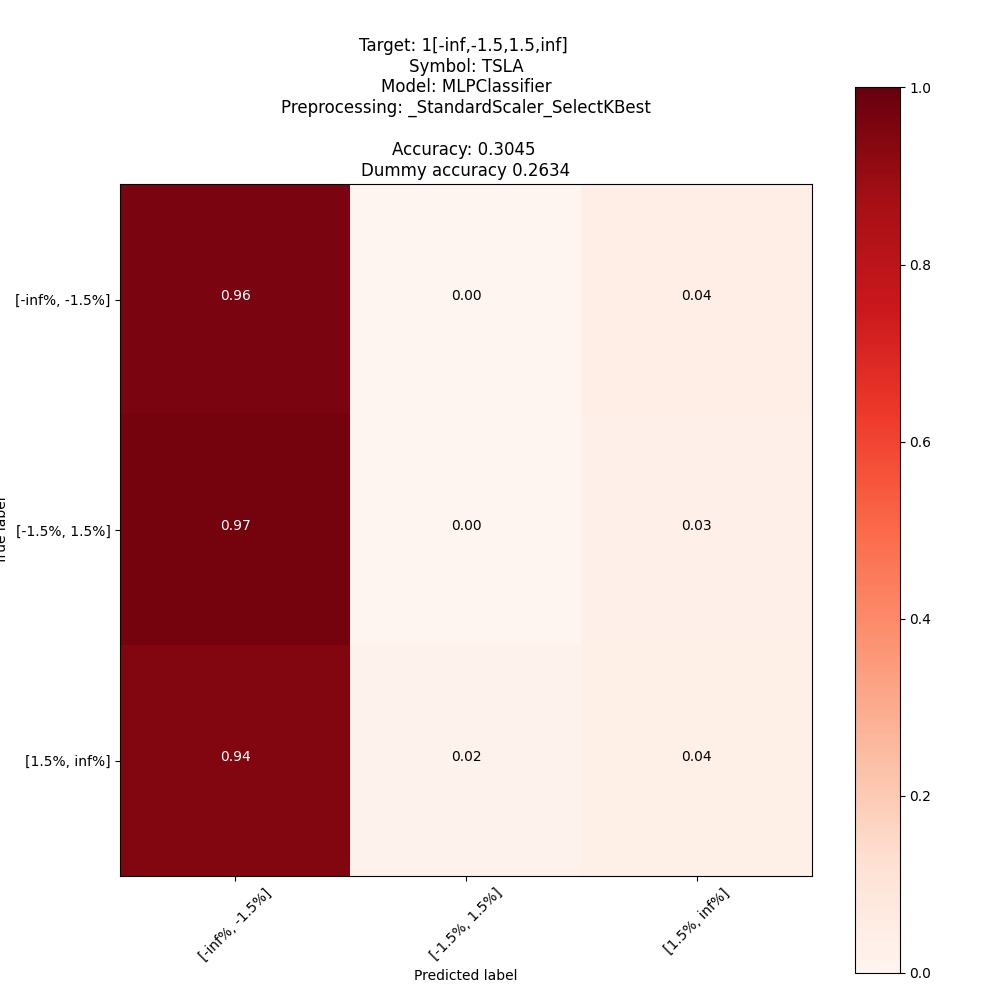 Target: 1[-inf,-1.5,1.5,inf]
Symbol: TSLA
Model: MLPClassifier
Preprocessing: _StandardScaler_SelectKBest
Accuracy: 0.3045
Dummy accuracy 0.2634
[-inf%, -1.5%]
0.96
0.00
0.04
[-1.5%, 1.5%]
0.97
0.00
0.03
[1.5%, inf%]
0.94
0.02
0.04
[-inf%, -1.5%]
[-1.5%, 1.5%]
[1.5%, inf%]
Predicted label
True label
1.0
0.8
0.6
0.4
0.2
0.0